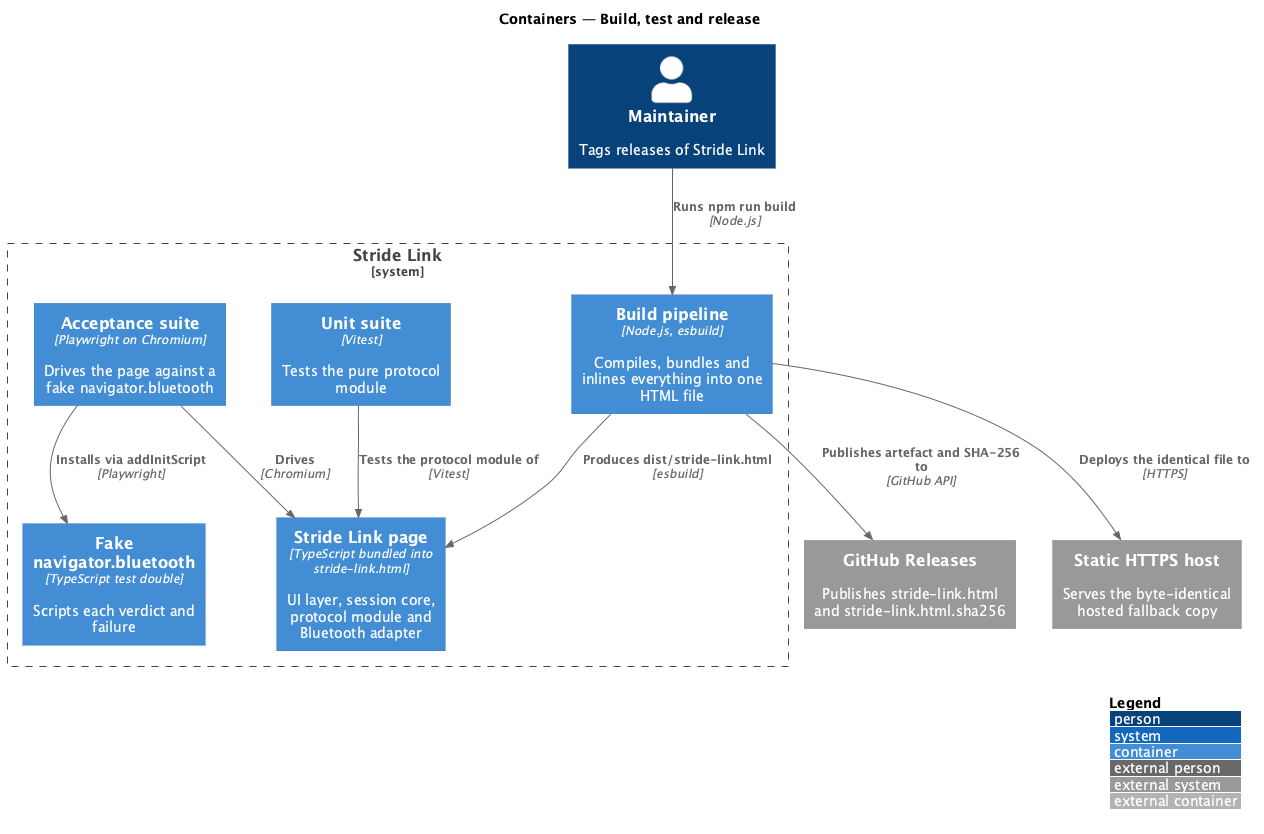 Containers — Build, test and release
Maintainer
Tags releases of Stride Link
Runs npm run build
[Node.js]
Stride Link
[system]
Acceptance suite
[Playwright on Chromium]
Drives the page against a
fake navigator.bluetooth
Unit suite
[Vitest]
Tests the pure protocol
module
Build pipeline
[Node.js, esbuild]
Compiles, bundles and
inlines everything into one
HTML file
Installs via addInitScript
[Playwright]
Drives
[Chromium]
Tests the protocol module of
[Vitest]
Produces dist/stride-link.html
[esbuild]
Publishes artefact and SHA-256
to
[GitHub API]
Deploys the identical file to
[HTTPS]
Fake
navigator.bluetooth
[TypeScript test double]
Scripts each verdict and
failure
Stride Link page
[TypeScript bundled into
stride-link.html]
UI layer, session core,
protocol module and
Bluetooth adapter
GitHub Releases
Publishes stride-link.html
and stride-link.html.sha256
Static HTTPS host
Serves the byte-identical
hosted fallback copy
Legend
person
system
container
external person
external system
external container